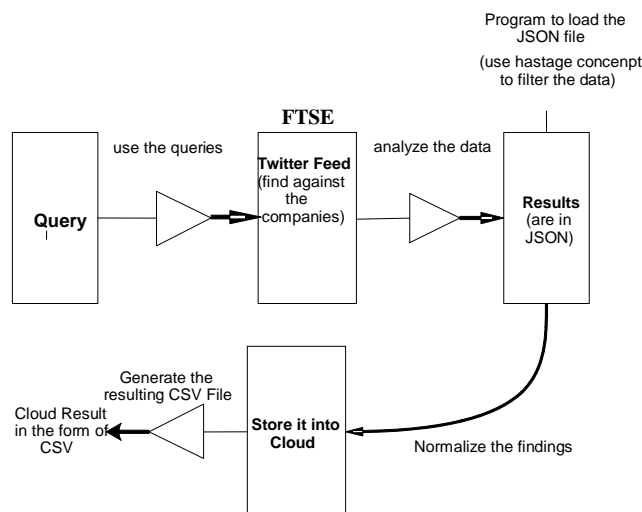 Program to load the
JSON file
(use hastage concenpt
to filter the data)
FTSE
use the queries
analyze the data
Query
Twitter Feed
(find against
the
companies)
Results
(are in
JSON)
Generate the
resulting CSV File
Cloud Result
in the form of
CSV
Store it into
Cloud
Normalize the findings